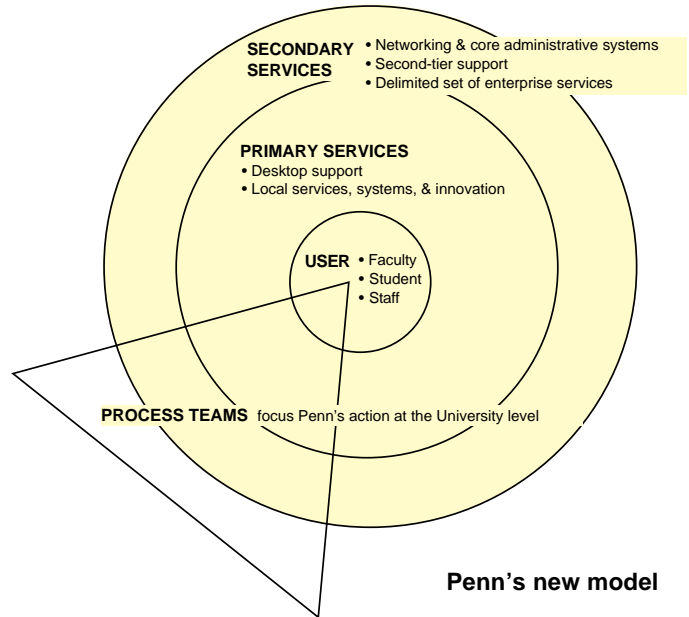 SECONDARY SERVICES
• Networking & core administrative systems
• Second-tier support
• Delimited set of enterprise services
PRIMARY SERVICES
• Desktop support
• Local services, systems, & innovation
USER
• Faculty
• Student
• Staff
PROCESS TEAMS focus Penn's action at the University level
Penn's new model